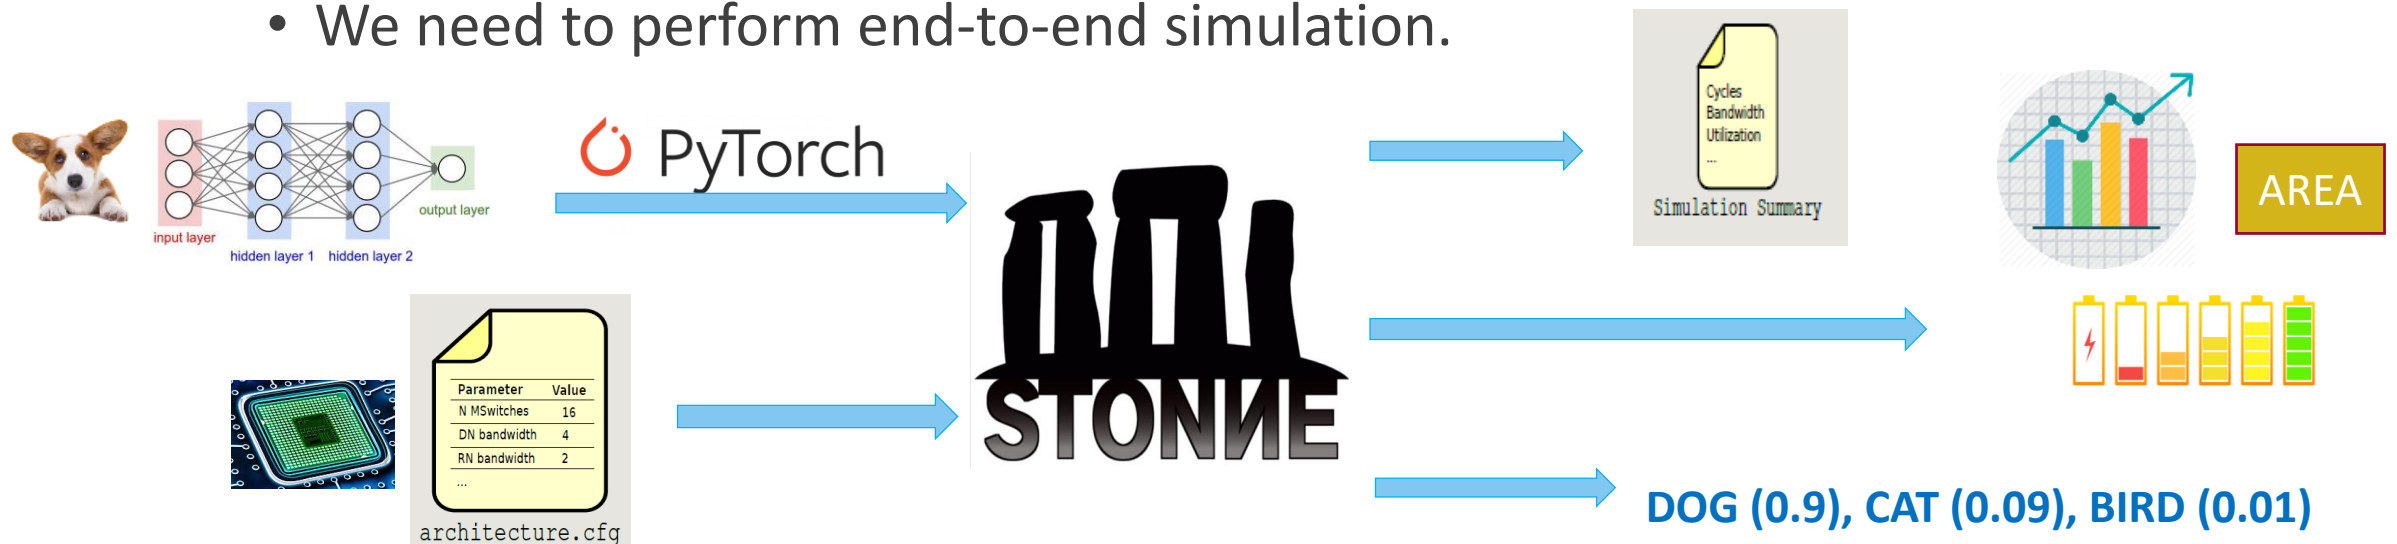 • We need to perform end-to-end simulation.
input layer
hidden layer 1
hidden layer 2
output layer
PyTorch
Parameter Value
N MSwitches 16
DN bandwidth 4
RN bandwidth 2
...
architecture.cfg
STONNE
Cycles
Bandwidth
Utilization
...
Simulation Summary
AREA
DOG (0.9), CAT (0.09), BIRD (0.01)